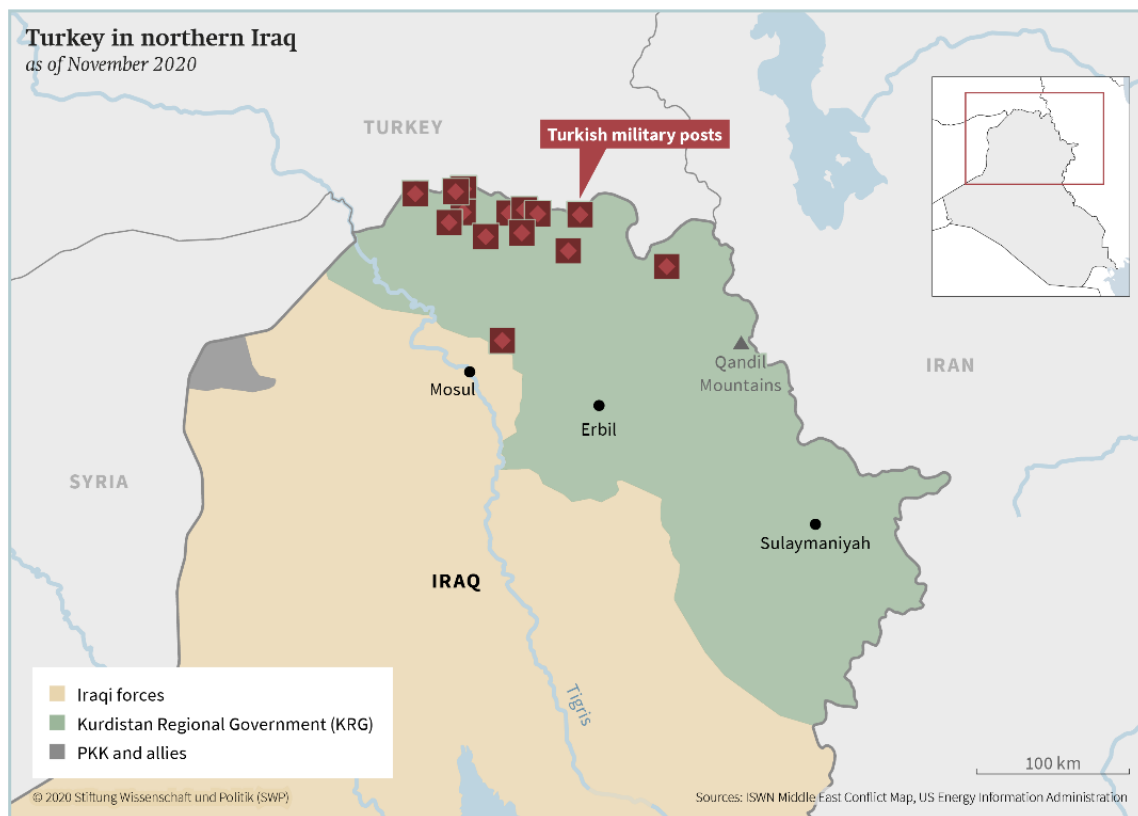 Turkey in northern Iraq
as of November 2020
TURKEY
Turkish military posts
Qandil
Mountains
IRAN
Mosul
Erbil
SYRIA
Sulaymaniyah
IRAQ
Tigris
Iraqi forces
Kurdistan Regional Government (KRG)
PKK and allies
100 km
© 2020 Stiftung Wissenschaft und Politik (SWP)
Sources: ISWN Middle East Conflict Map, US Energy Information Administration